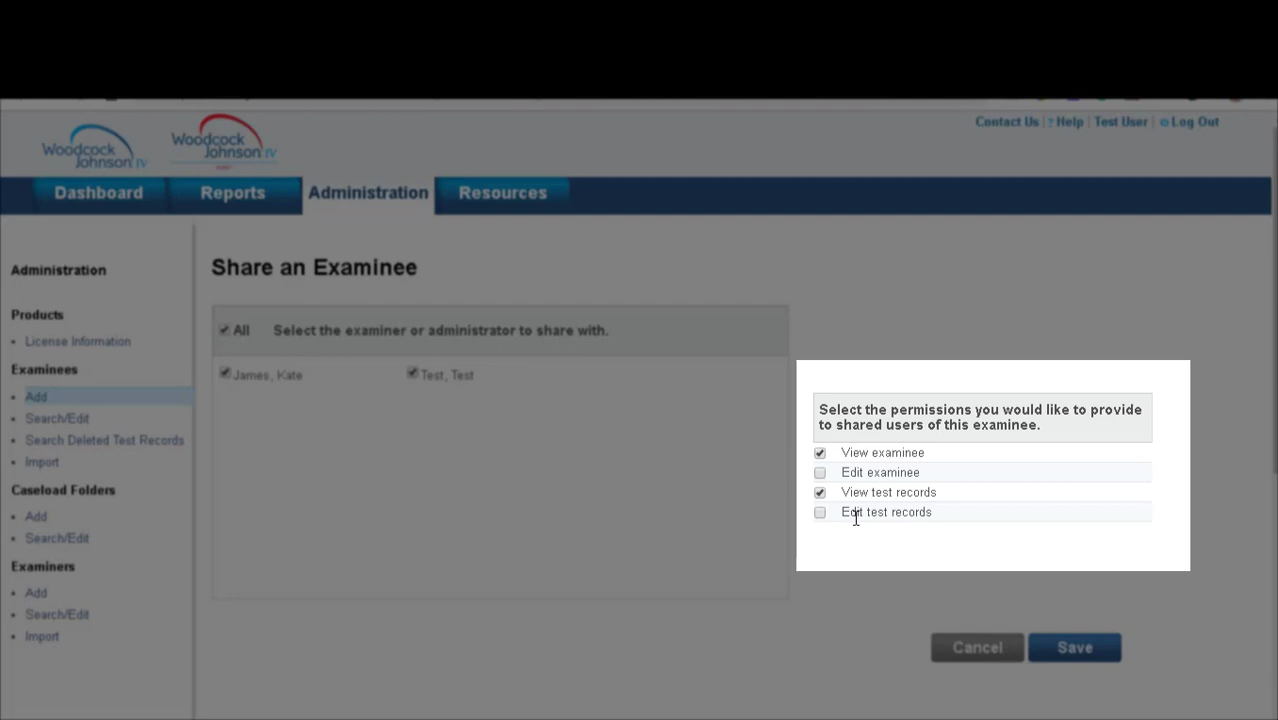 Woodcock
Johnson IV
Woodcock
Johnson IV
Contact Us | ? Help | Test User | Log Out
Dashboard
Reports
Administration
Resources
Administration
Products
• License Information
Examinees
• Add
• Search/Edit
• Search Deleted Test Records
• Import
Caseload Folders
• Add
• Search/Edit
Examiners
• Add
• Search/Edit
• Import
Share an Examinee
All Select the examiner or administrator to share with.
James, Kate
Test, Test
Select the permissions you would like to provide
to shared users of this examinee.
View examinee
Edit examinee
View test records
Edit test records
Cancel
Save